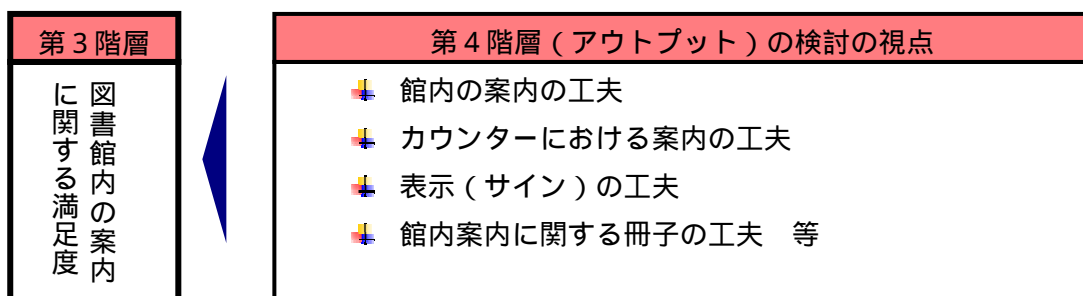 第３階層
図書館内の案内
に関する満足度
第４階層（アウトプット）の検討の視点
館内の案内の工夫
カウンターにおける案内の工夫
表示（サイン）の工夫
館内案内に関する冊子の工夫　等